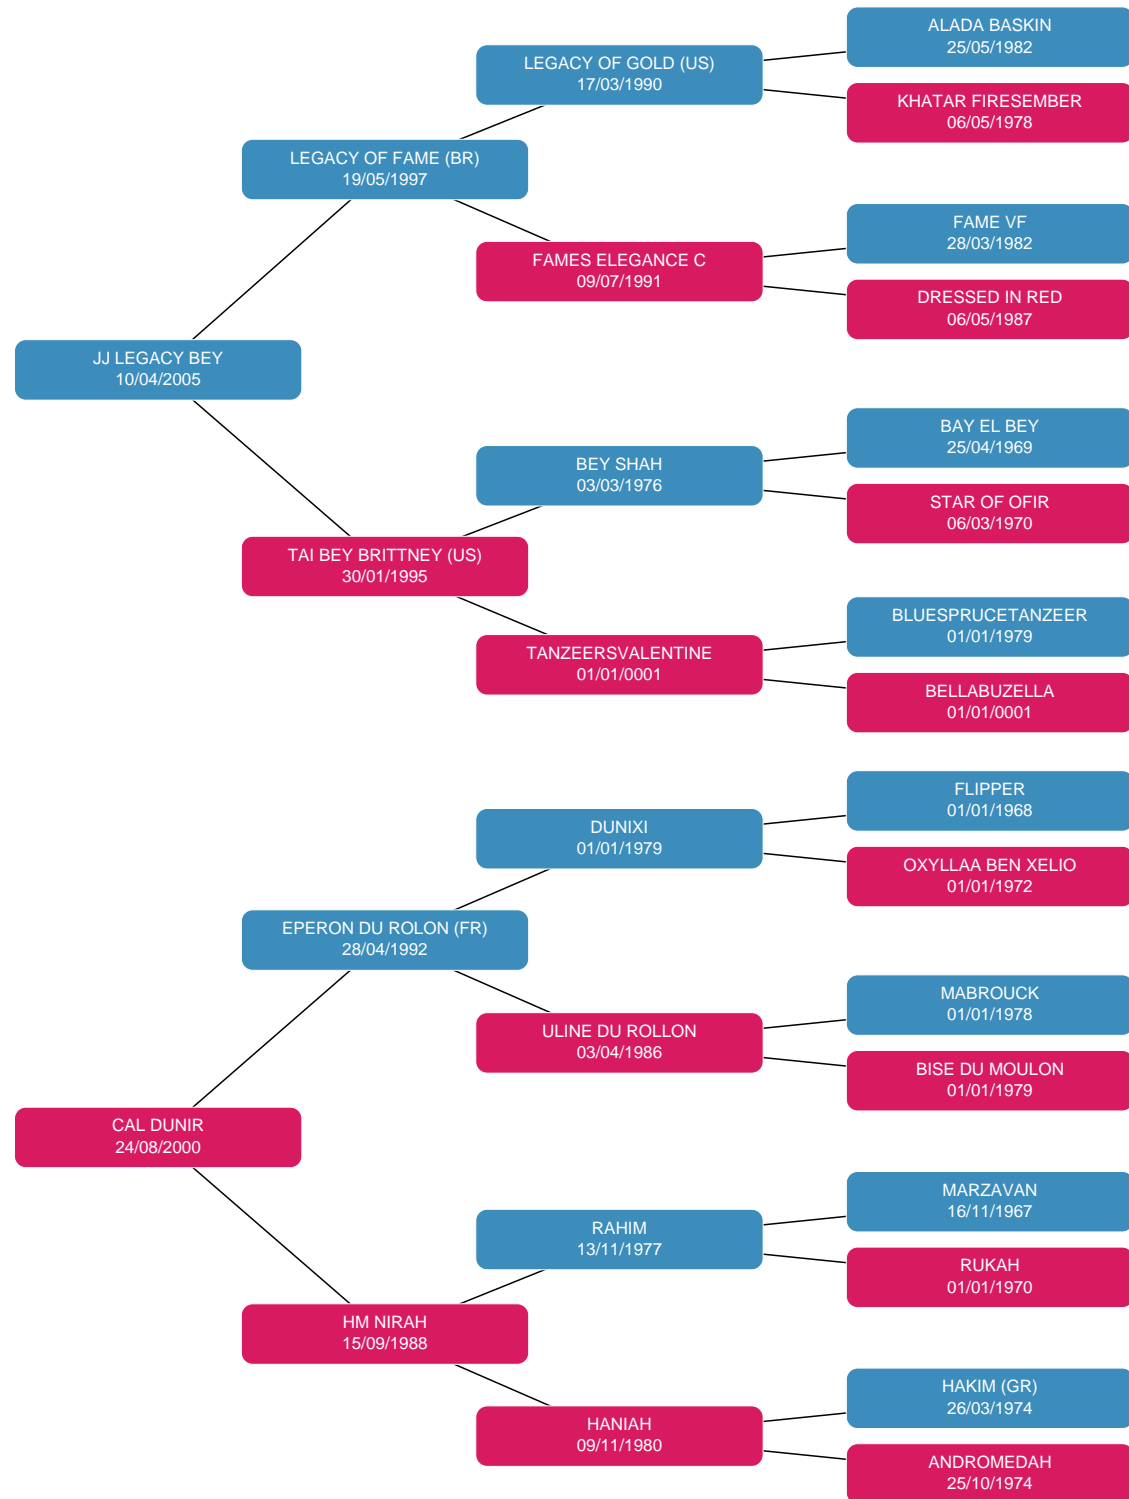 ALADA BASKIN
25/05/1982
LEGACY OF GOLD (US)
17/03/1990
KHATAR FIRESEMBER
06/05/1978
LEGACY OF FAME (BR)
19/05/1997
FAME VF
28/03/1982
FAMES ELEGANCE C
09/07/1991
DRESSED IN RED
06/05/1987
JJ LEGACY BEY
10/04/2005
BAY EL BEY
25/04/1969
BEY SHAH
03/03/1976
STAR OF OFIR
06/03/1970
TAI BEY BRITTNEY (US)
30/01/1995
BLUESPRUCETANZEER
01/01/1979
TANZEERSVALENTINE
01/01/0001
BELLABUZELLA
01/01/0001
FLIPPER
01/01/1968
DUNIXI
01/01/1979
OXYLLAA BEN XELIO
01/01/1972
EPERON DU ROLON (FR)
28/04/1992
MABROUCK
01/01/1978
ULINE DU ROLLON
03/04/1986
BISE DU MOULON
01/01/1979
CAL DUNIR
24/08/2000
MARZAVAN
16/11/1967
RAHIM
13/11/1977
RUKAH
01/01/1970
HM NIRAH
15/09/1988
HAKIM (GR)
26/03/1974
HANIAH
09/11/1980
ANDROMEDAH
25/10/1974